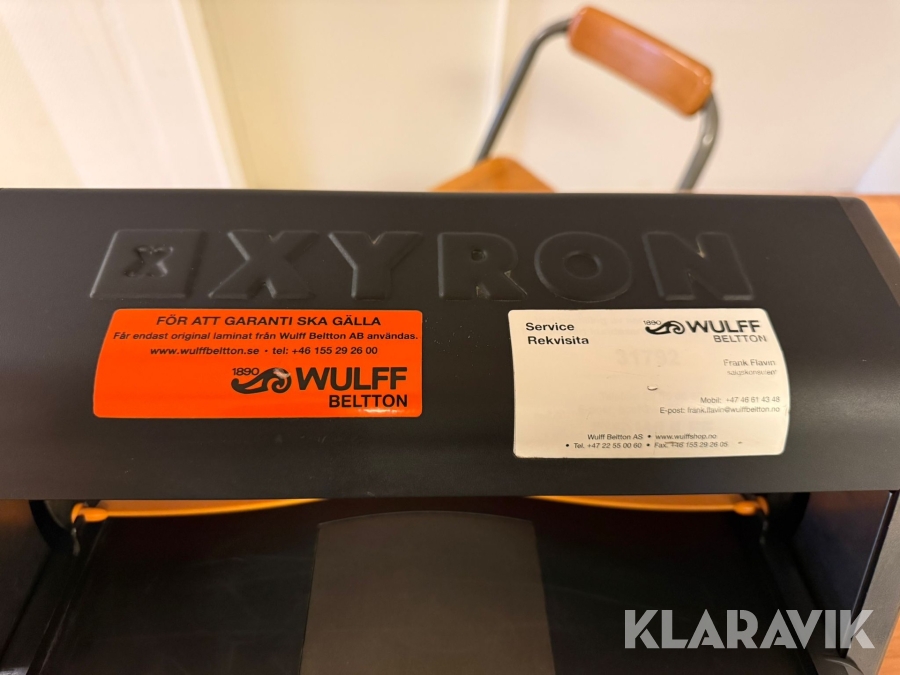 X XYRON
FÖR ATT GARANTI SKA GÄLLA
Får endast original laminat från Wulff Beltton AB användas.
www.wulffbeltton.se • tel: +46 155 29 26 00
1890 WULFF
BELTTON
Service
Rekvisita
1890 WULFF
BELTTON
31792
Frank Flavin
Mobil: +47 46 81 43 48
E-post: frank.flavin@wulffbeltton.no
Wulff Beltton AS • www.wulffshop.no
• Tel. +47 22 55 00 60 • Fax. +46 155 29 26 05
KLARAVIK